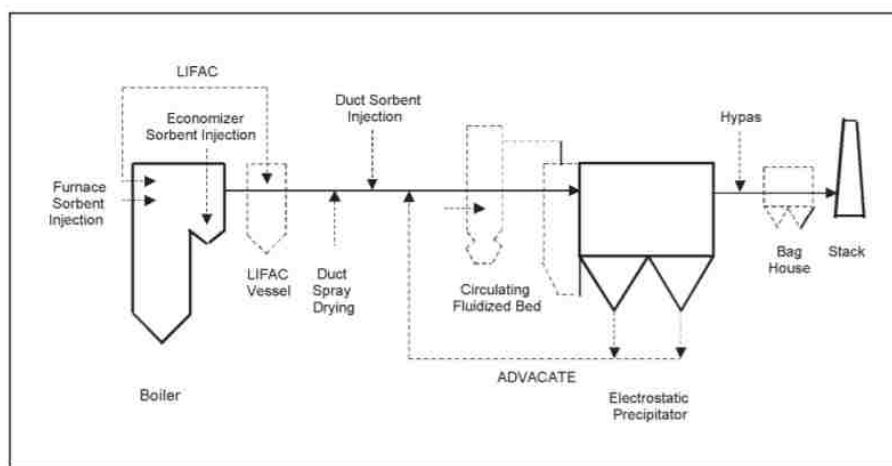 LIFAC
Economizer
Sorbent Injection
Duct Sorbent
Injection
Hypas
Furnace
Sorbent
Injection
LIFAC
Vessel
Duct
Spray
Drying
Circulating
Fluidized Bed
Bag
House
Stack
ADVACATE
Boiler
Electrostatic
Precipitator